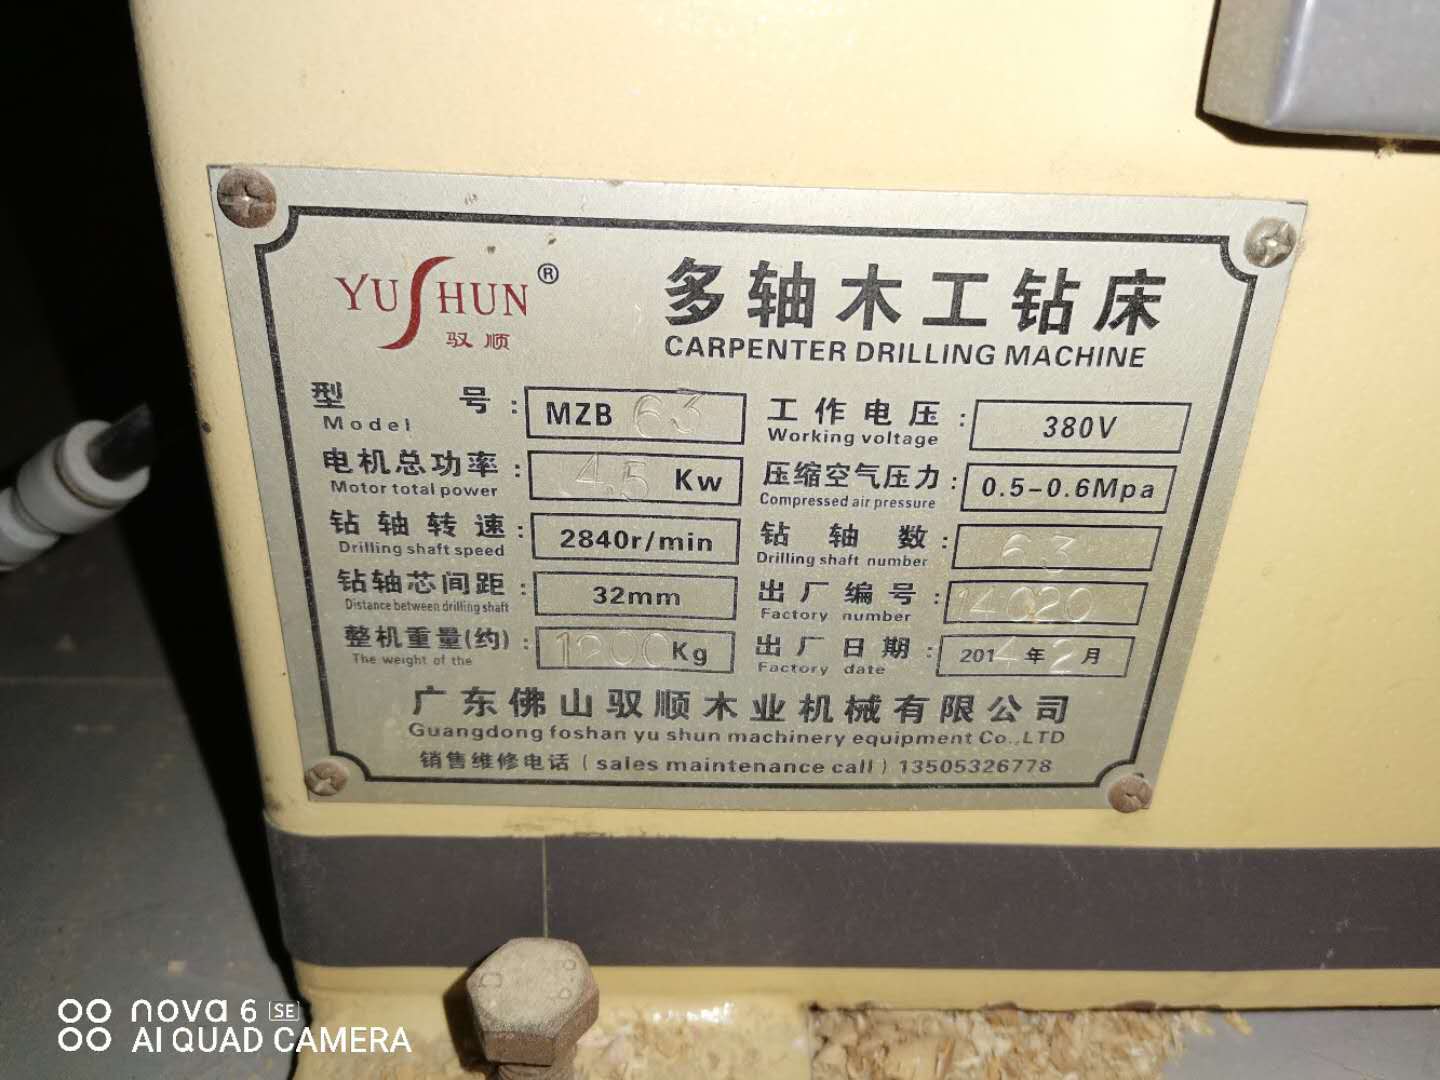 YUSHUN®
驭顺
多轴木工钻床
CARPENTER DRILLING MACHINE
型号: MZB 63
Model
工作电压: 380V
Working voltage
电机总功率: 4.5 Kw
Motor total power
压缩空气压力: 0.5-0.6Mpa
Compressed air pressure
钻轴转速: 2840r/min
Drilling shaft speed
钻轴数: 63
Drilling shaft number
钻轴芯间距: 32mm
Distance between drilling shaft
出厂编号: 14020
Factory number
整机重量(约): 1200Kg
The weight of the
出厂日期: 2014年2月
Factory date
广东佛山驭顺木业机械有限公司
Guangdong foshan yu shun machinery equipment Co.,LTD
销售维修电话(sales maintenance call)13505326778
nova 6 SE
AI QUAD CAMERA